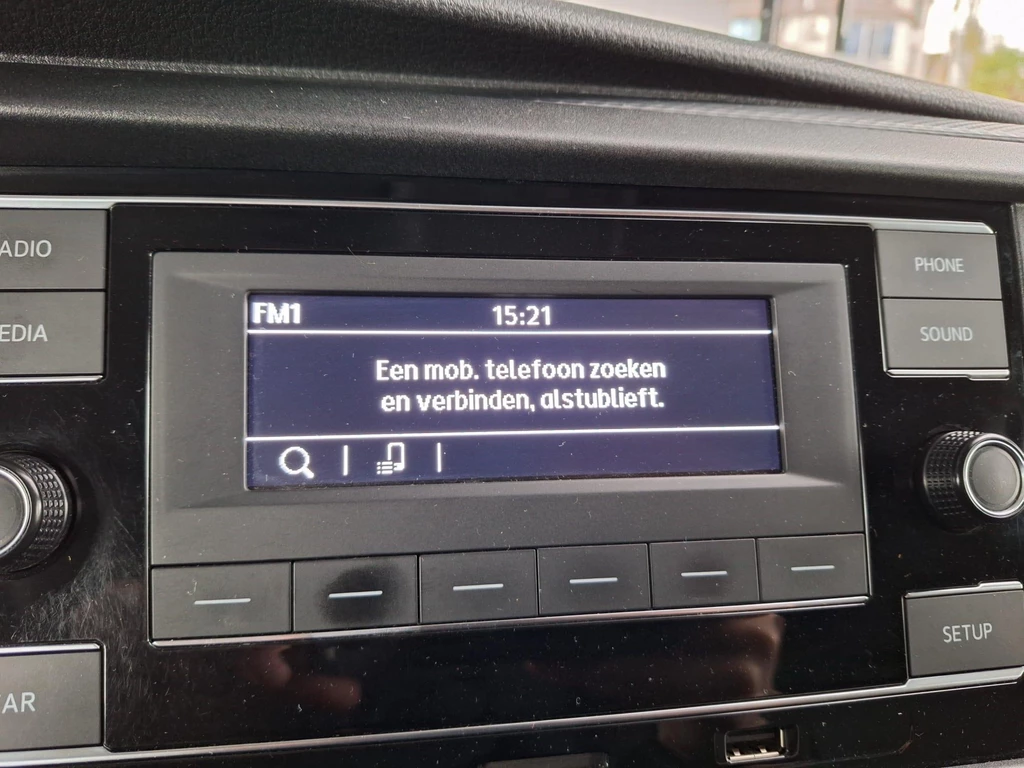 ADIO
PHONE
EDIA
SOUND
FM1 15:21
Een mob. telefoon zoeken
en verbinden, alstublieft.
SETUP
AR